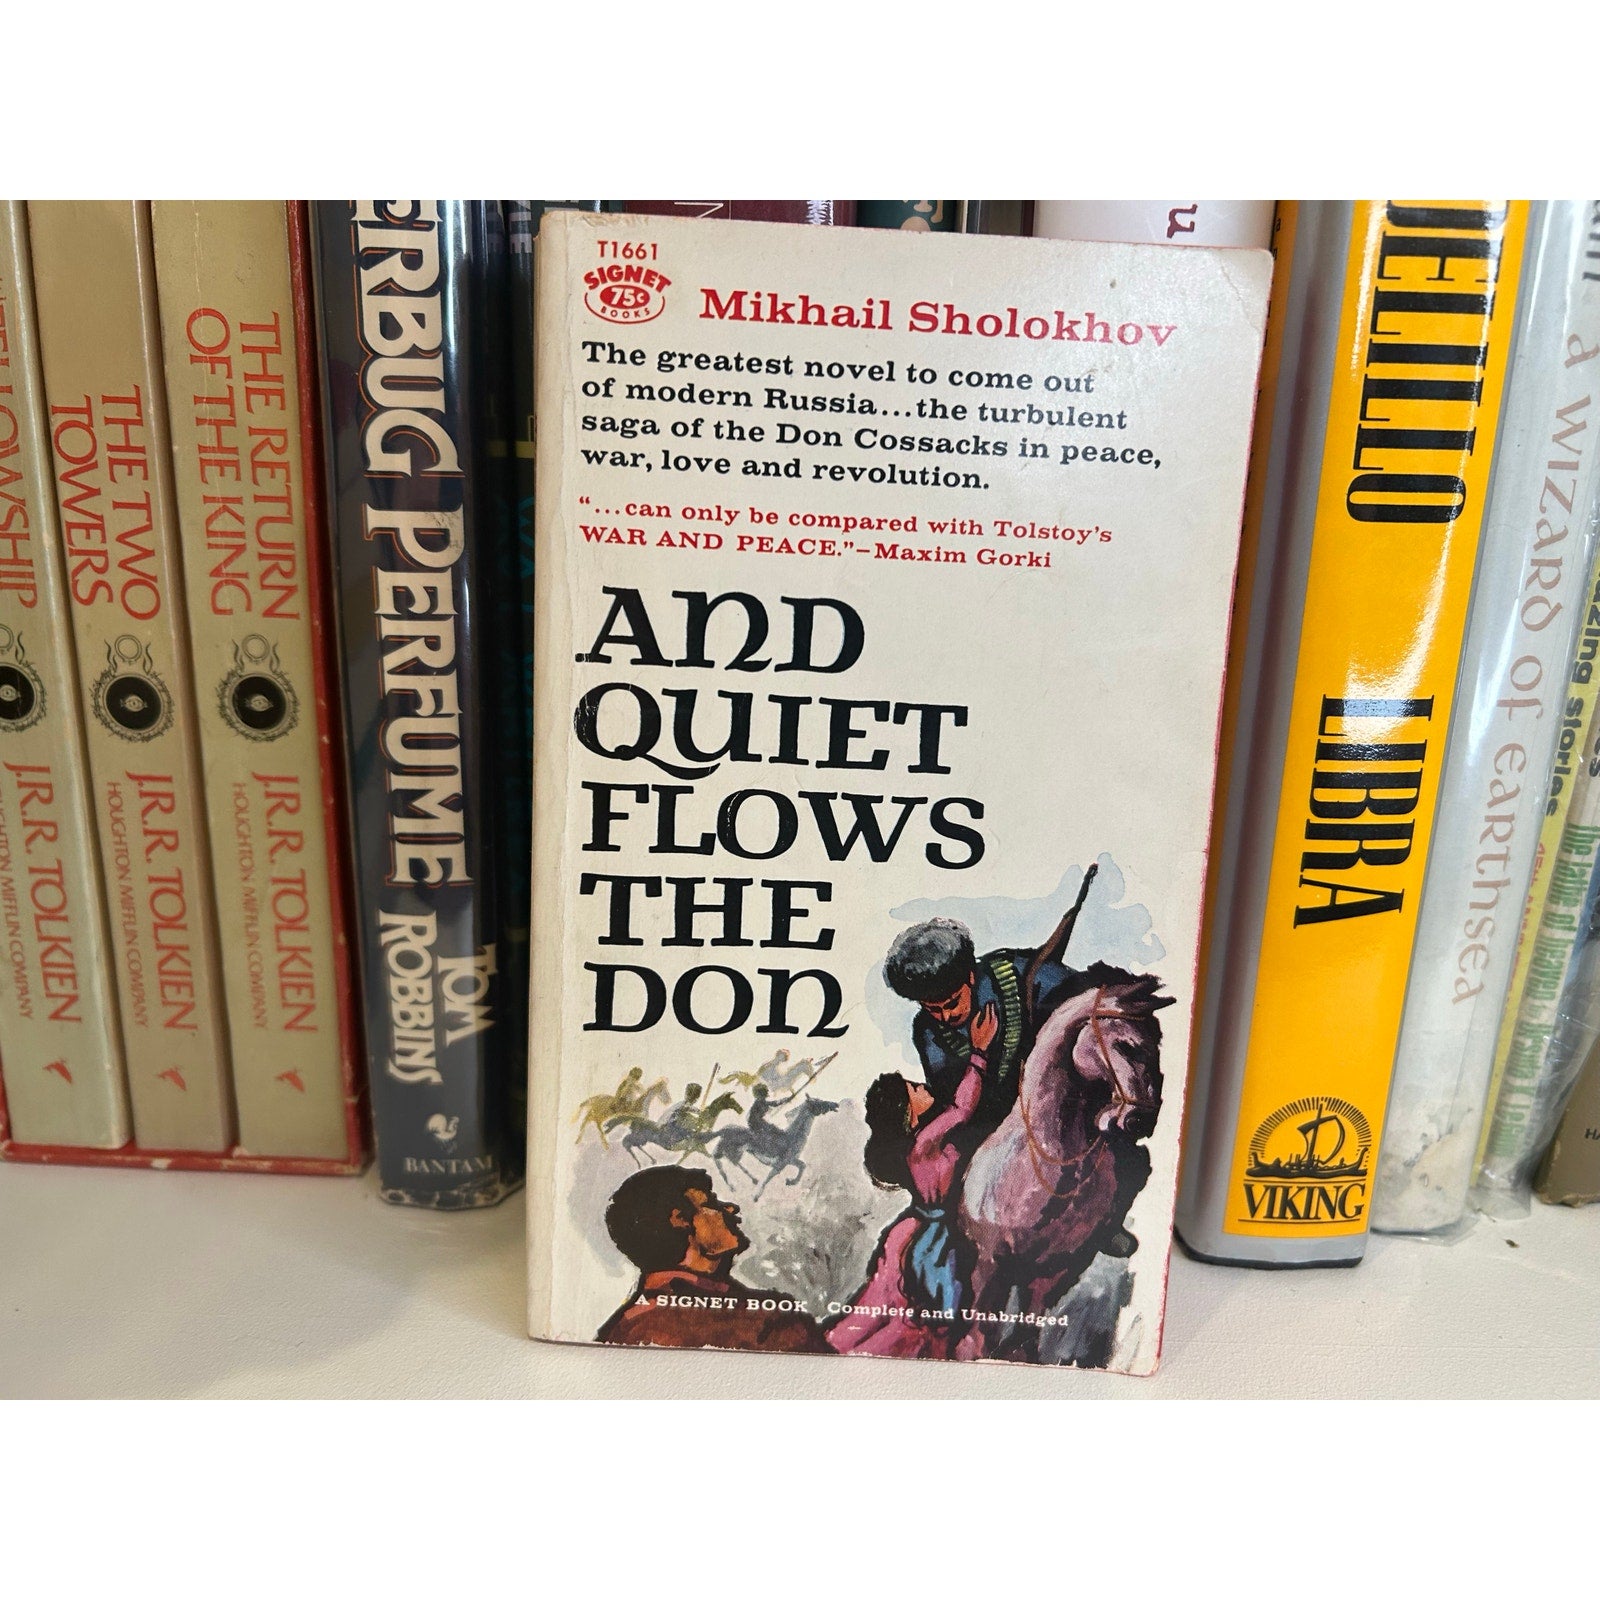 FELLOWSHIP
J.R.R. TOLKIEN
HOUGHTON MIFFLIN COMPANY
THE TWO
TOWERS
J.R.R. TOLKIEN
HOUGHTON MIFFLIN COMPANY
THE RETURN
OF THE KING
J.R.R. TOLKIEN
HOUGHTON MIFFLIN COMPANY
ERBUG PERFUME
TOM
ROBBINS
BANTAM
T1661
SIGNET
75¢
BOOKS
Mikhail Sholokhov
The greatest novel to come out
of modern Russia...the turbulent
saga of the Don Cossacks in peace,
war, love and revolution.
“...can only be compared with Tolstoy's
WAR AND PEACE.”—Maxim Gorki
AND
QUIET
FLOWS
THE
DON
A SIGNET BOOK Complete and Unabridged
DELILLO
LIBRA
VIKING
a wizard of earthsea
stories